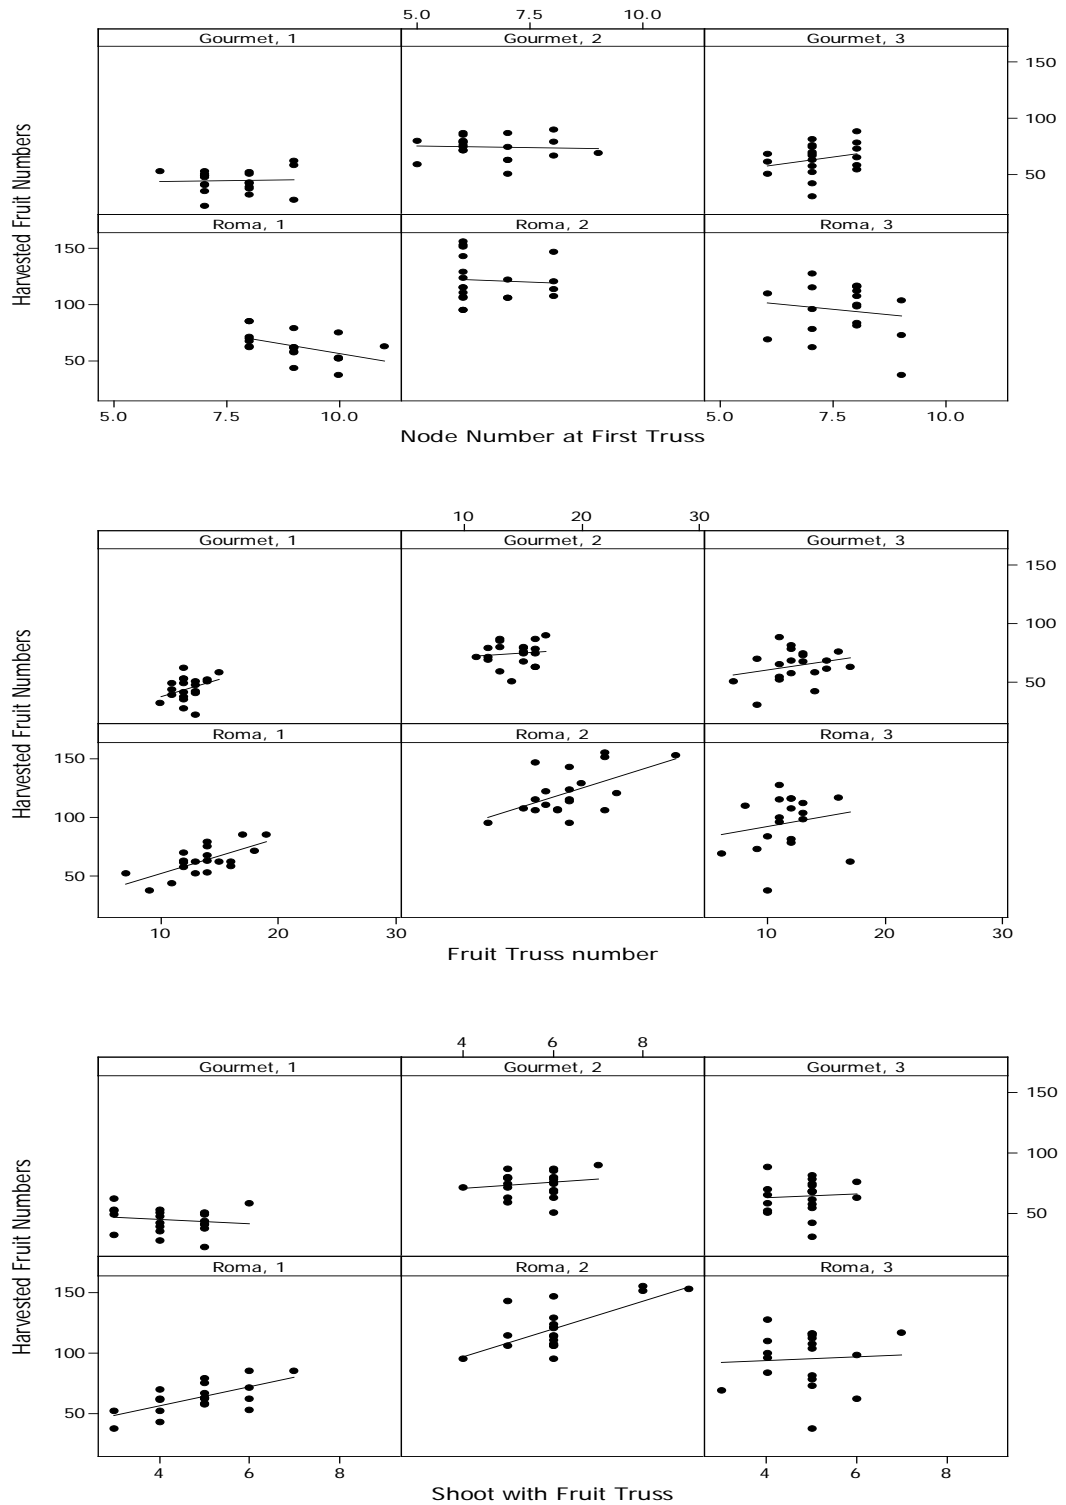 5.0 7.5 10.0
Gourmet, 1 Gourmet, 2 Gourmet, 3
150
100
50
Harvested Fruit Numbers
Roma, 1 Roma, 2 Roma, 3
150
100
50
5.0 7.5 10.0 5.0 7.5 10.0
Node Number at First Truss
10 20 30
Gourmet, 1 Gourmet, 2 Gourmet, 3
150
100
50
Harvested Fruit Numbers
Roma, 1 Roma, 2 Roma, 3
150
100
50
10 20 30 10 20 30
Fruit Truss number
4 6 8
Gourmet, 1 Gourmet, 2 Gourmet, 3
150
100
50
Harvested Fruit Numbers
Roma, 1 Roma, 2 Roma, 3
150
100
50
4 6 8 4 6 8
Shoot with Fruit Truss